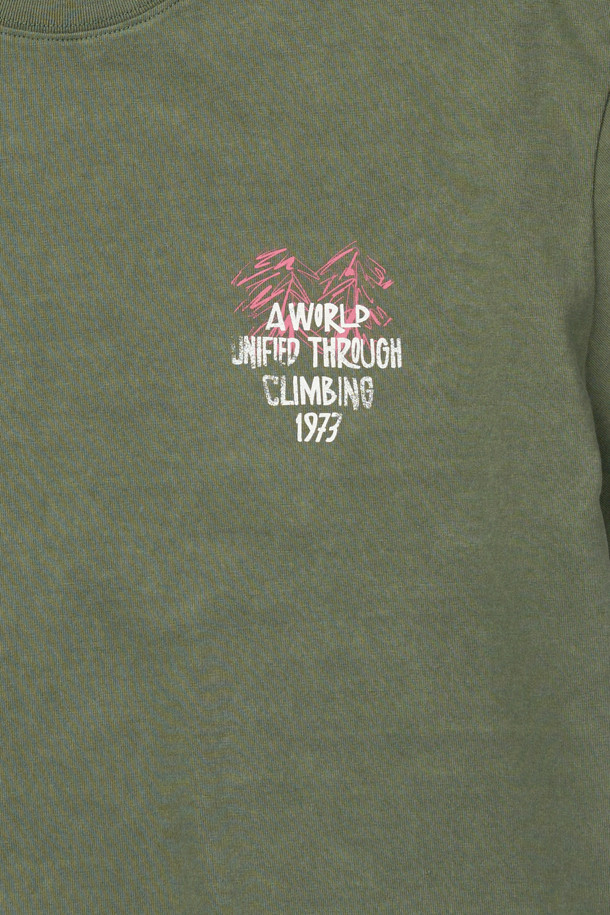 A WORLD
UNIFIED THROUGH
CLIMBING
1973